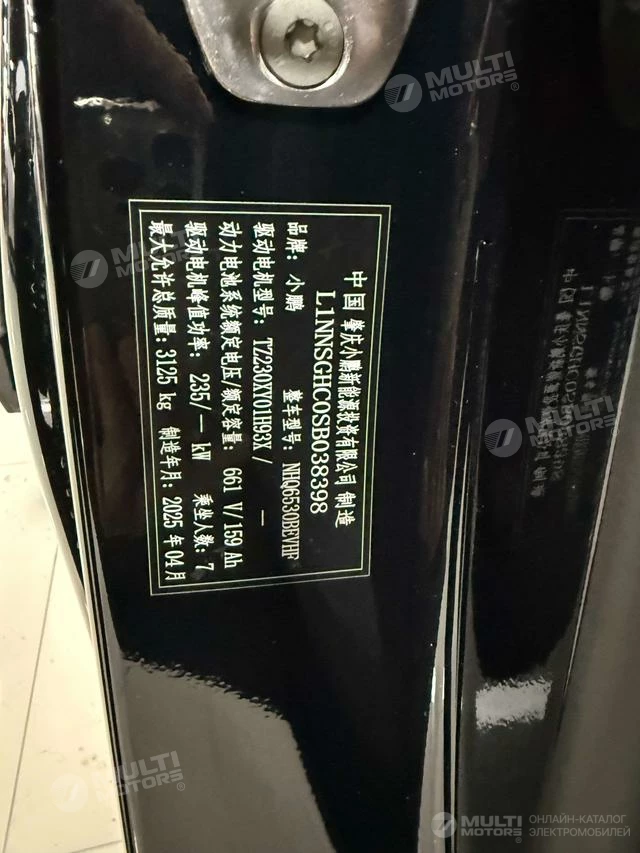 中国 肇庆小鹏新能源投资有限公司 制造
L1NNSGHC0SB038398
品牌: 小鹏 整车型号: NHQ6530BEVHF
驱动电机型号: TZ230XY01H93X / —
动力电池系统额定电压/额定容量: 661 V/159 Ah
驱动电机峰值功率: 235/— kW 乘坐人数: 7
最大允许总质量: 3125 kg 制造年月: 2025 年 04月
MULTI MOTORS®
MULTI MOTORS®
MULTI MOTORS®
MULTI MOTORS®
MULTI MOTORS®
ОНЛАЙН-КАТАЛОГ
ЭЛЕКТРОМОБИЛЕЙ